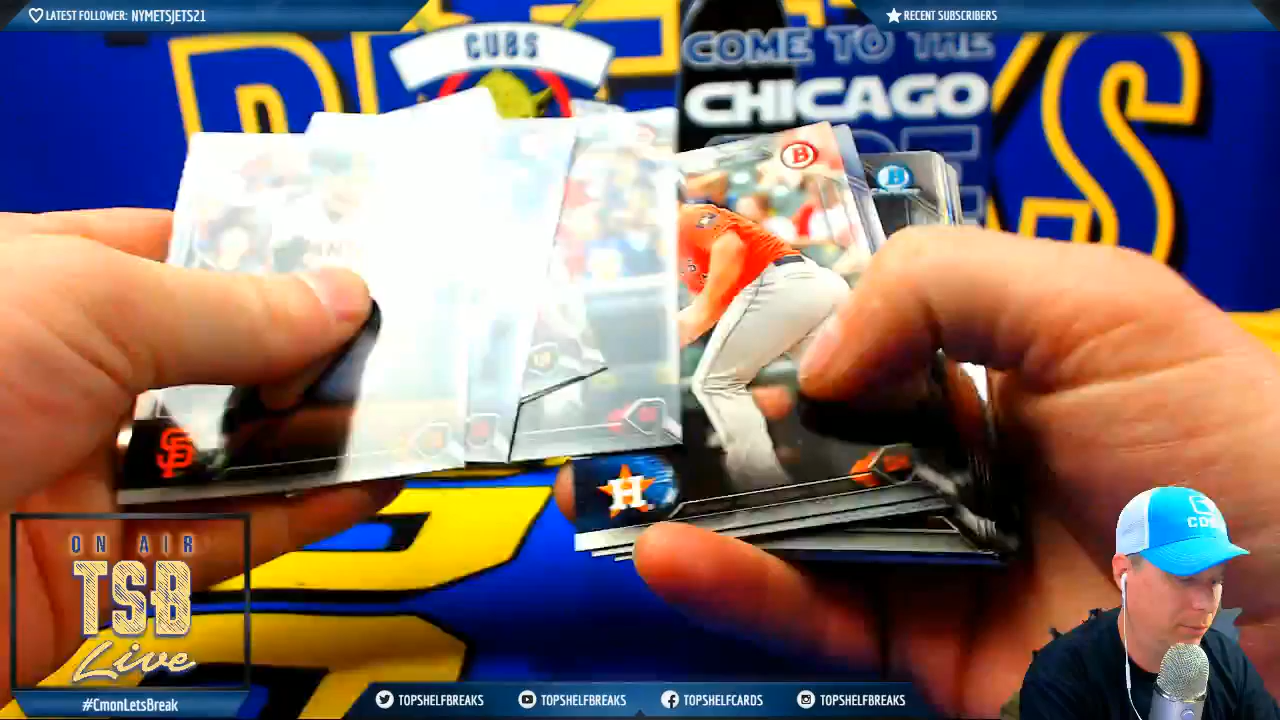 LATEST FOLLOWER: NYMETSJETS21
RECENT SUBSCRIBERS
CUBS
COME TO THE
CHICAGO
B
B
SF
H
ON AIR
TSB
Live
#CmonLetsBreak
TOPSHELFBREAKS
TOPSHELFBREAKS
TOPSHELFCARDS
TOPSHELFBREAKS